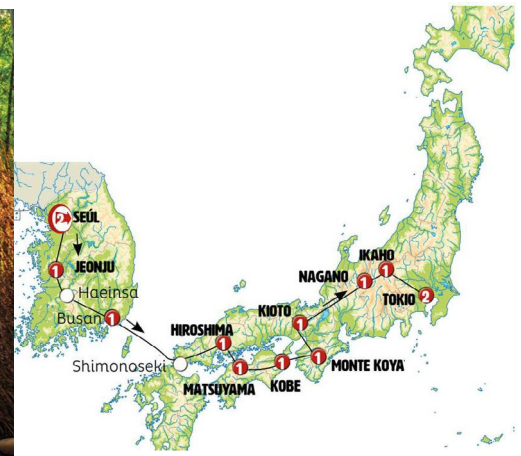 2 SEÚL
1 JEONJU
Haeinsa
Busan 1
Shimonoseki
HIROSHIMA
1
MATSUYAMA
1
KOBE
1
MONTE KOYA
1
KIOTO
1
NAGANO
1
IKAHO
1
TOKIO
2